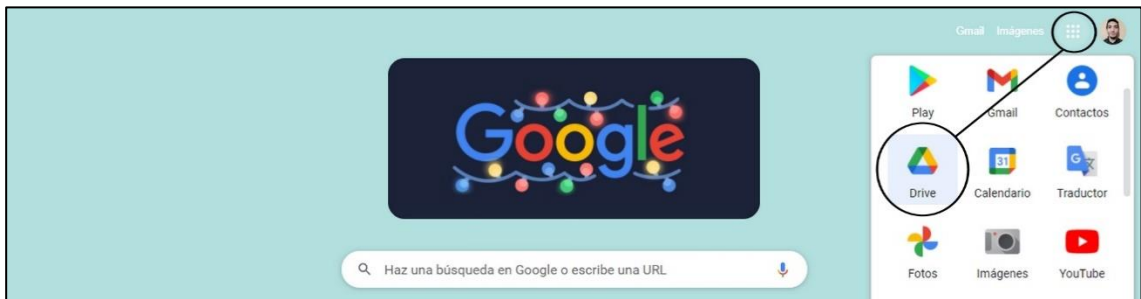 Gmail Imágenes
Google
Play Gmail Contactos
31
G
Drive Calendario Traductor
Haz una búsqueda en Google o escribe una URL
Fotos Imágenes YouTube